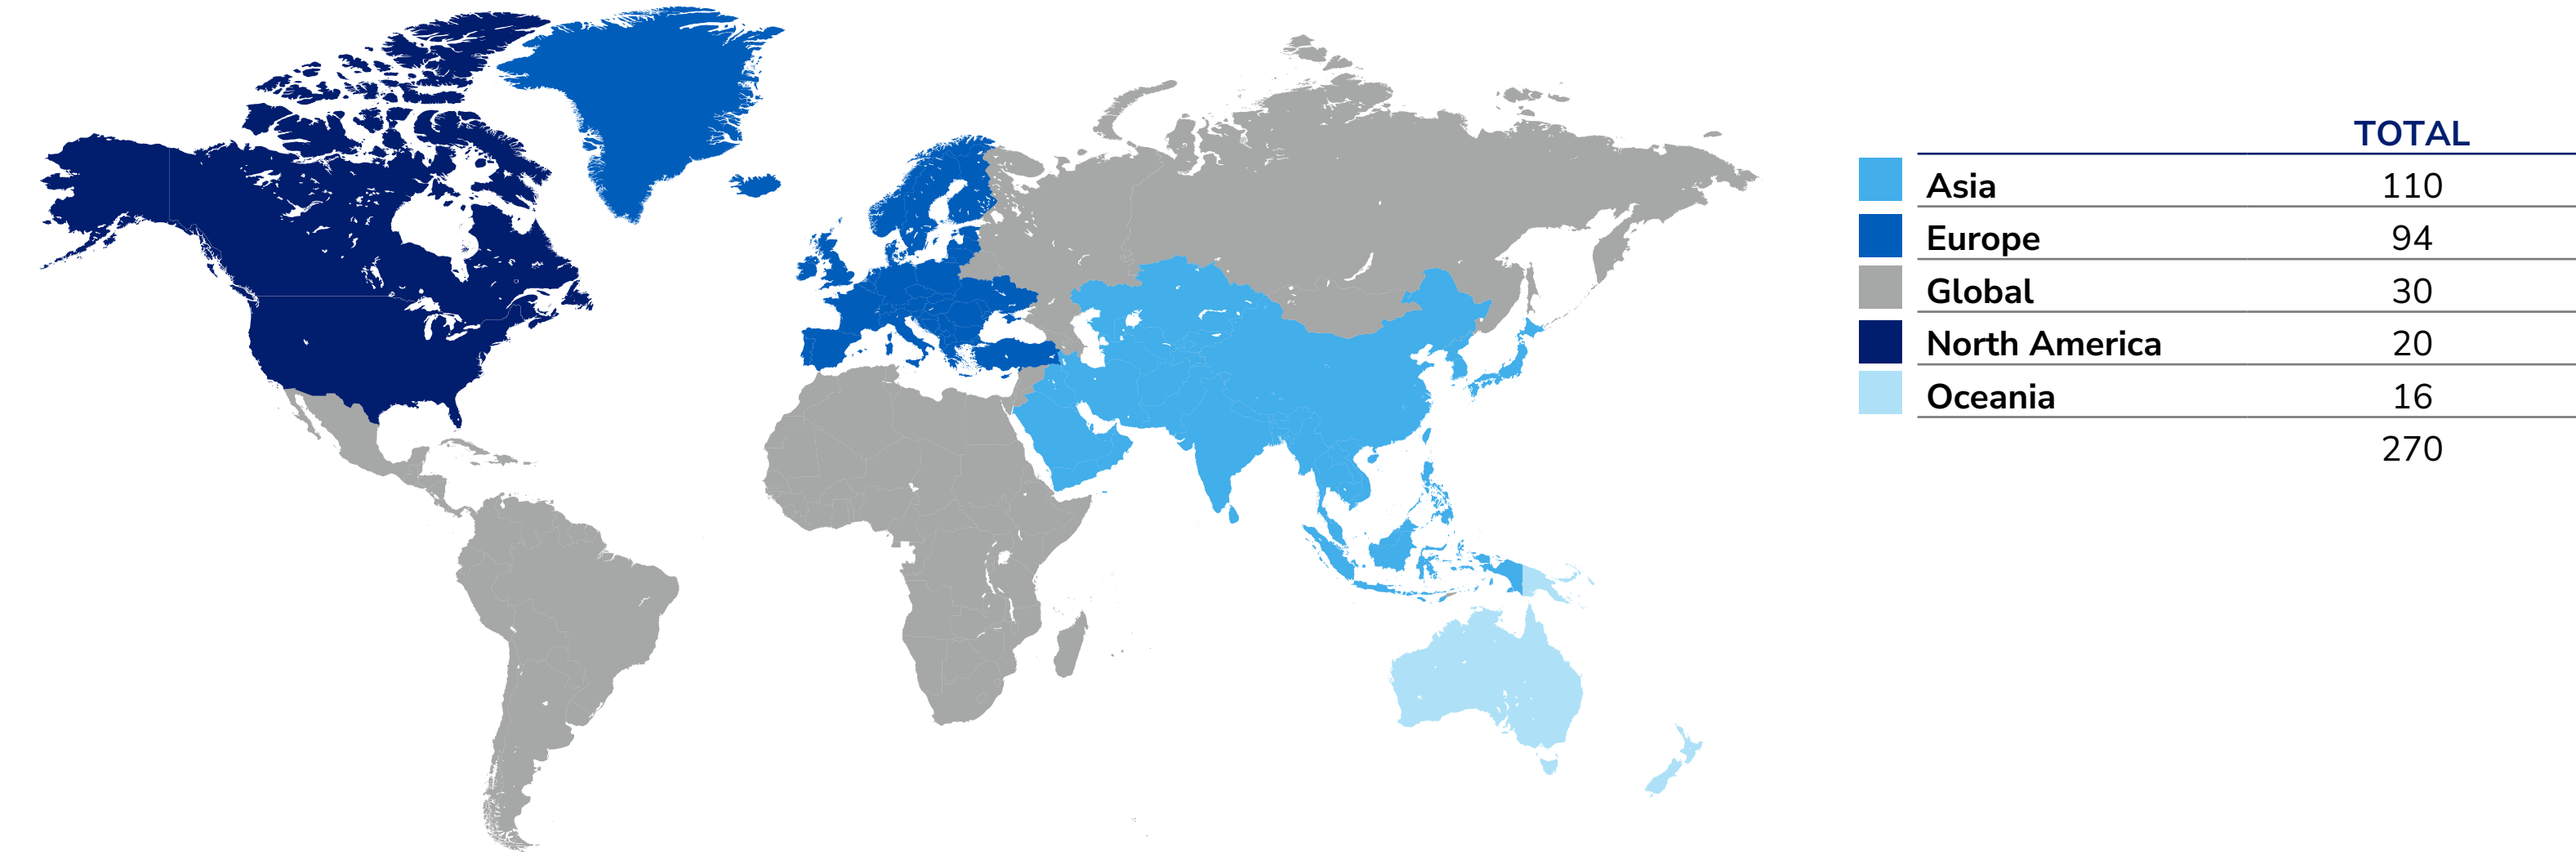 TOTAL
Asia 110
Europe 94
Global 30
North America 20
Oceania 16
270